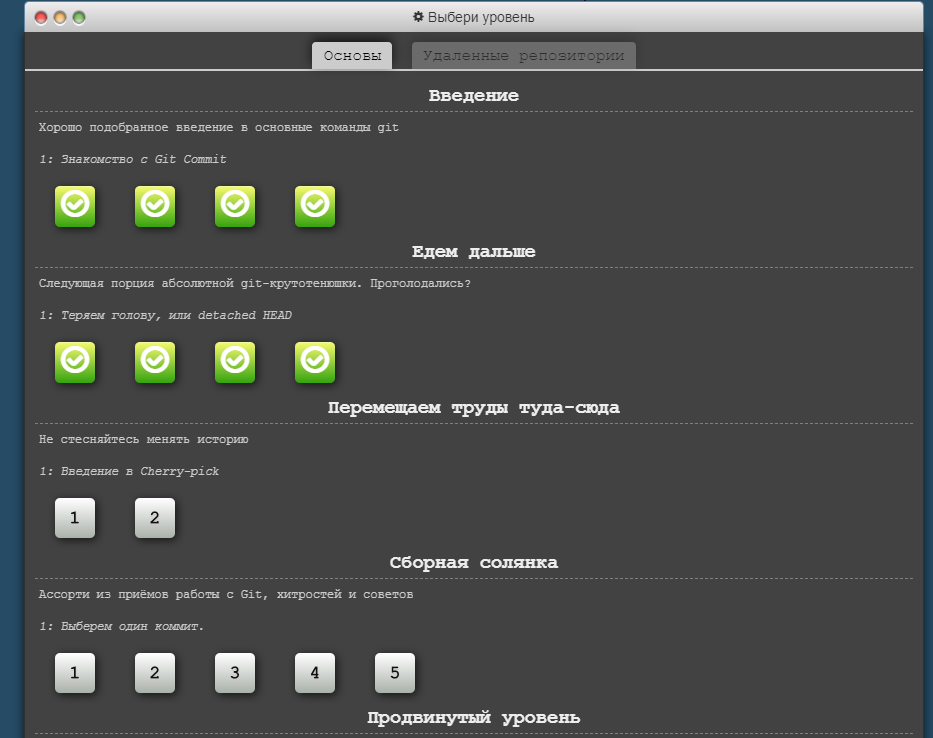 Выбери уровень
Основы Удаленные репозитории
Введение
Хорошо подобранное введение в основные команды git
1: Знакомство с Git Commit
Едем дальше
Следующая порция абсолютной git-крутотенюшки. Проголодались?
1: Теряем голову, или detached HEAD
Перемещаем труды туда-сюда
Не стесняйтесь менять историю
1: Введение в Cherry-pick
1 2
Сборная солянка
Ассорти из приёмов работы с Git, хитростей и советов
1: Выберем один коммит.
1 2 3 4 5
Продвинутый уровень